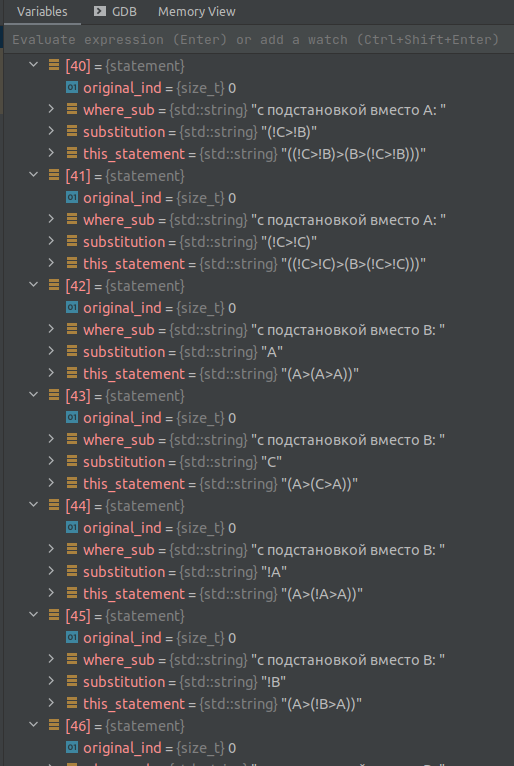 Variables GDB Memory View
Evaluate expression (Enter) or add a watch (Ctrl+Shift+Enter)
[40] = {statement}
original_ind = {size_t} 0
where_sub = {std::string} "с подстановкой вместо A: "
substitution = {std::string} "(!C>!B)"
this_statement = {std::string} "((!C>!B)>(B>(!C>!B)))"
[41] = {statement}
original_ind = {size_t} 0
where_sub = {std::string} "с подстановкой вместо A: "
substitution = {std::string} "(!C>!C)"
this_statement = {std::string} "((!C>!C)>(B>(!C>!C)))"
[42] = {statement}
original_ind = {size_t} 0
where_sub = {std::string} "с подстановкой вместо B: "
substitution = {std::string} "A"
this_statement = {std::string} "(A>(A>A))"
[43] = {statement}
original_ind = {size_t} 0
where_sub = {std::string} "с подстановкой вместо B: "
substitution = {std::string} "C"
this_statement = {std::string} "(A>(C>A))"
[44] = {statement}
original_ind = {size_t} 0
where_sub = {std::string} "с подстановкой вместо B: "
substitution = {std::string} "!A"
this_statement = {std::string} "(A>(!A>A))"
[45] = {statement}
original_ind = {size_t} 0
where_sub = {std::string} "с подстановкой вместо B: "
substitution = {std::string} "!B"
this_statement = {std::string} "(A>(!B>A))"
[46] = {statement}
original_ind = {size_t} 0